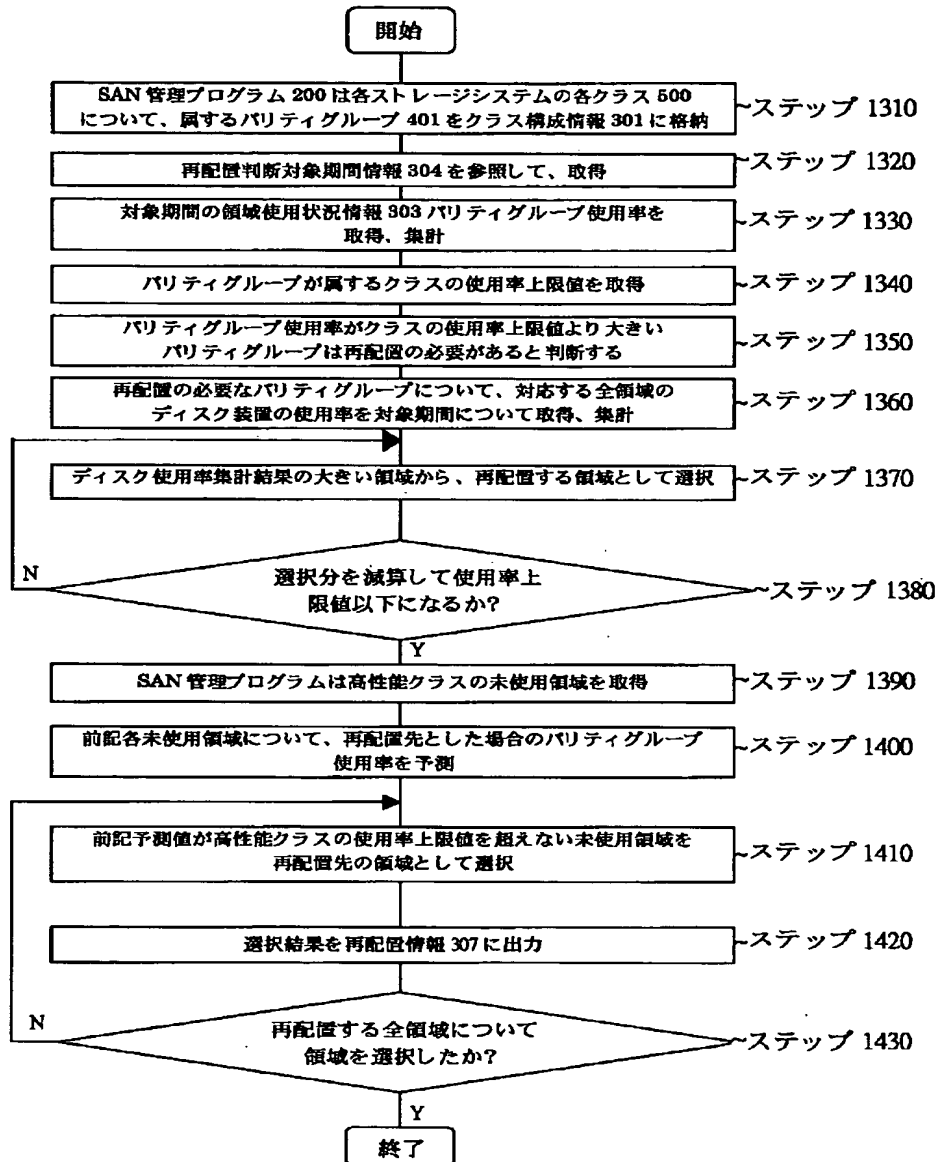 開始
SAN 管理プログラム 200は各ストレージシステムの各クラス 500
について、属するパリティグループ 401をクラス構成情報 301に格納
~ステップ 1310
再配置判断対象期間情報 304を参照して、取得
~ステップ 1320
対象期間の領域使用状況情報 303 パリティグループ使用率を
取得、集計
~ステップ 1330
パリティグループが属するクラスの使用率上限値を取得
~ステップ 1340
パリティグループ使用率がクラスの使用率上限値より大きい
パリティグループは再配置の必要があると判断する
~ステップ 1350
再配置の必要なパリティグループについて、対応する全領域の
ディスク装置の使用率を対象期間について取得、集計
~ステップ 1360
ディスク使用率集計結果の大きい領域から、再配置する領域として選択
~ステップ 1370
N
選択分を減算して使用率上
限値以下になるか?
~ステップ 1380
Y
SAN 管理プログラムは高性能クラスの未使用領域を取得
~ステップ 1390
前記各未使用領域について、再配置先とした場合のパリティグループ
使用率を予測
~ステップ 1400
前記予測値が高性能クラスの使用率上限値を超えない未使用領域を
再配置先の領域として選択
~ステップ 1410
選択結果を再配置情報 307に出力
~ステップ 1420
N
再配置する全領域について
領域を選択したか?
~ステップ 1430
Y
終了